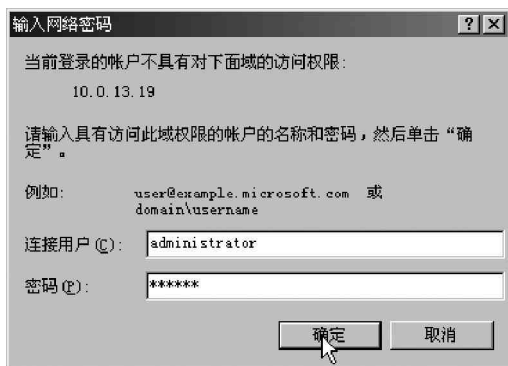 输入网络密码
当前登录的帐户不具有对下面域的访问权限:
10.0.13.19
请输入具有访问此域权限的帐户的名称和密码，然后单击“确
定”。
例如: user@example.microsoft.com 或
domain\username
连接用户(C): administrator
密码(P): ******
确定 取消